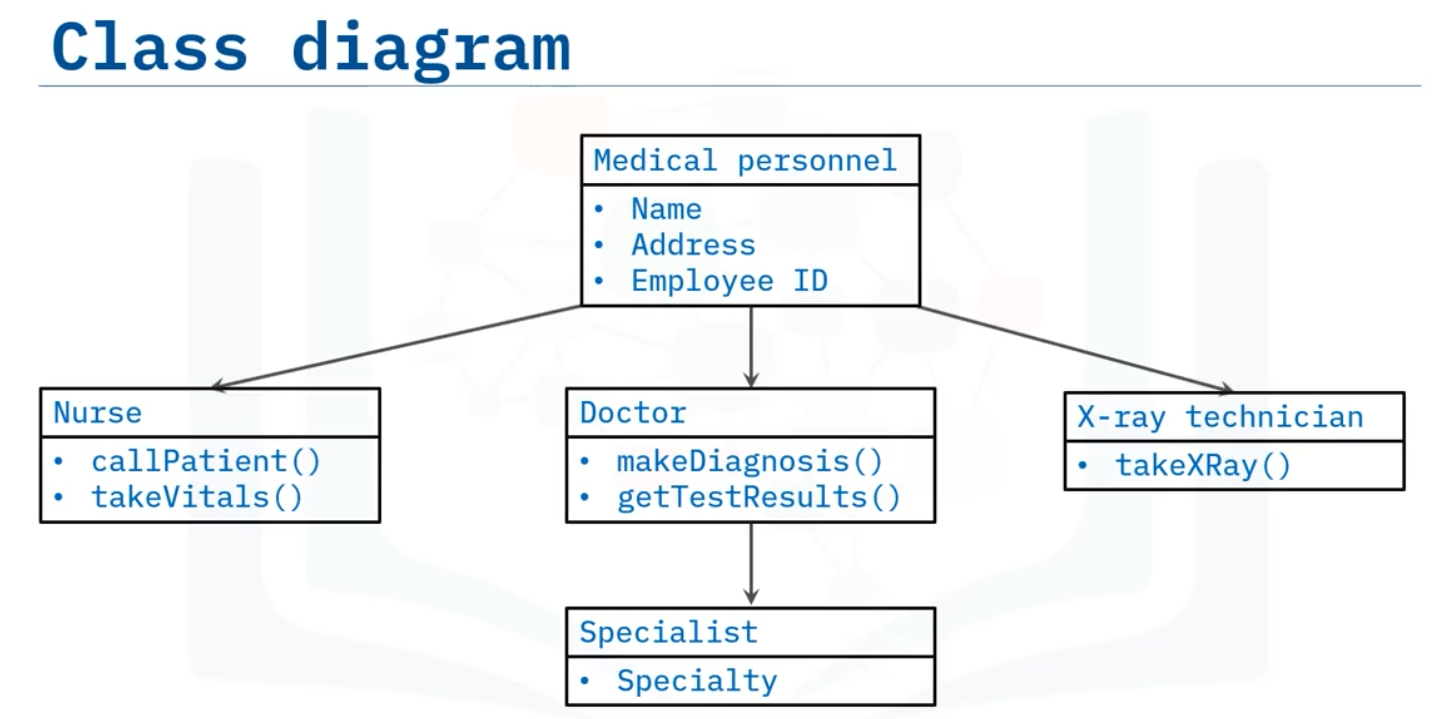 Class diagram
Medical personnel
• Name
• Address
• Employee ID
Nurse
• callPatient()
• takeVitals()
Doctor
• makeDiagnosis()
• getTestResults()
X-ray technician
• takeXRay()
Specialist
• Specialty